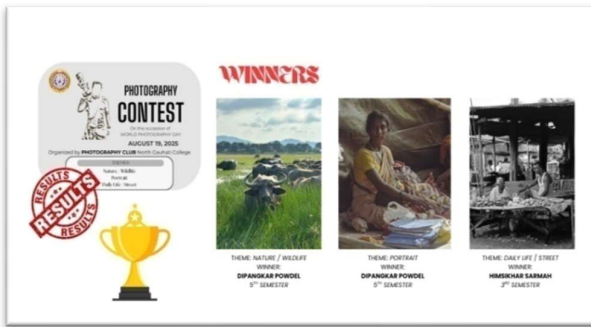 PHOTOGRAPHY
CONTEST
On the occasion of
WORLD PHOTOGRAPHY DAY
AUGUST 19, 2025
Organized by PHOTOGRAPHY CLUB North Gauhati College
Nature / Wildlife
Portrait
Daily Life / Street
RESULTS
RESULTS
RESULTS
WINNERS
THEME: NATURE / WILDLIFE
WINNER:
DIPANGKAR POWDEL
5TH SEMESTER
THEME: PORTRAIT
WINNER:
DIPANGKAR POWDEL
5TH SEMESTER
THEME: DAILY LIFE / STREET
WINNER:
HIMSIKHAR SARMAH
3RD SEMESTER